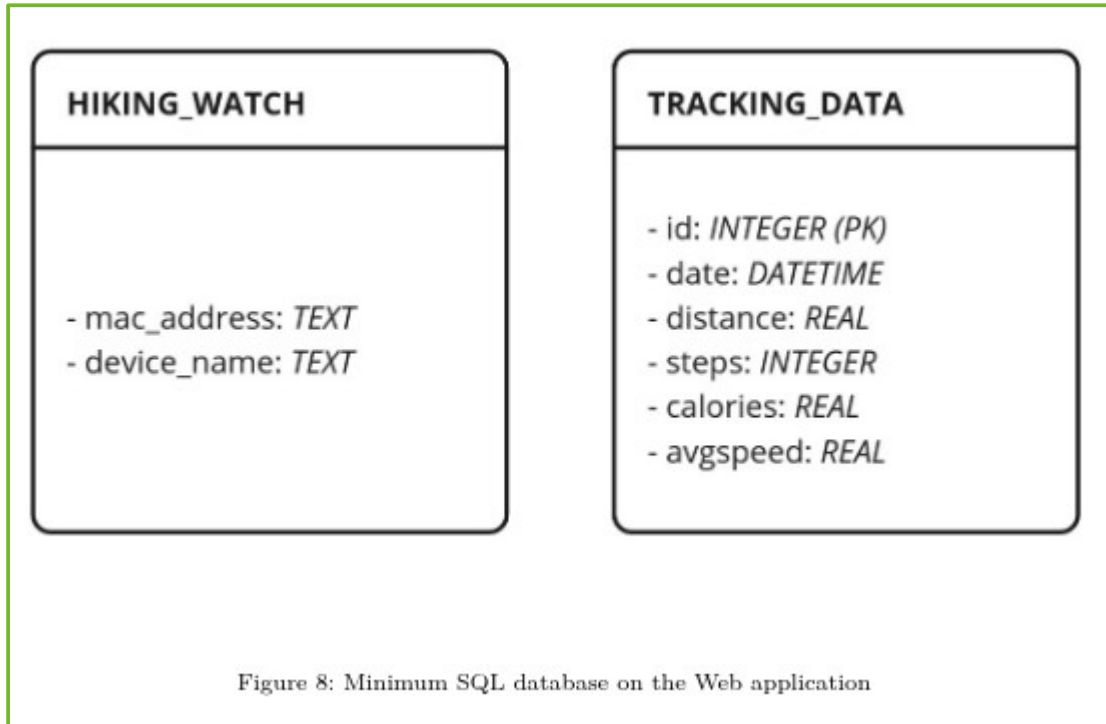 HIKING_WATCH
- mac_address: TEXT
- device_name: TEXT
TRACKING_DATA
- id: INTEGER (PK)
- date: DATETIME
- distance: REAL
- steps: INTEGER
- calories: REAL
- avgspeed: REAL
Figure 8: Minimum SQL database on the Web application